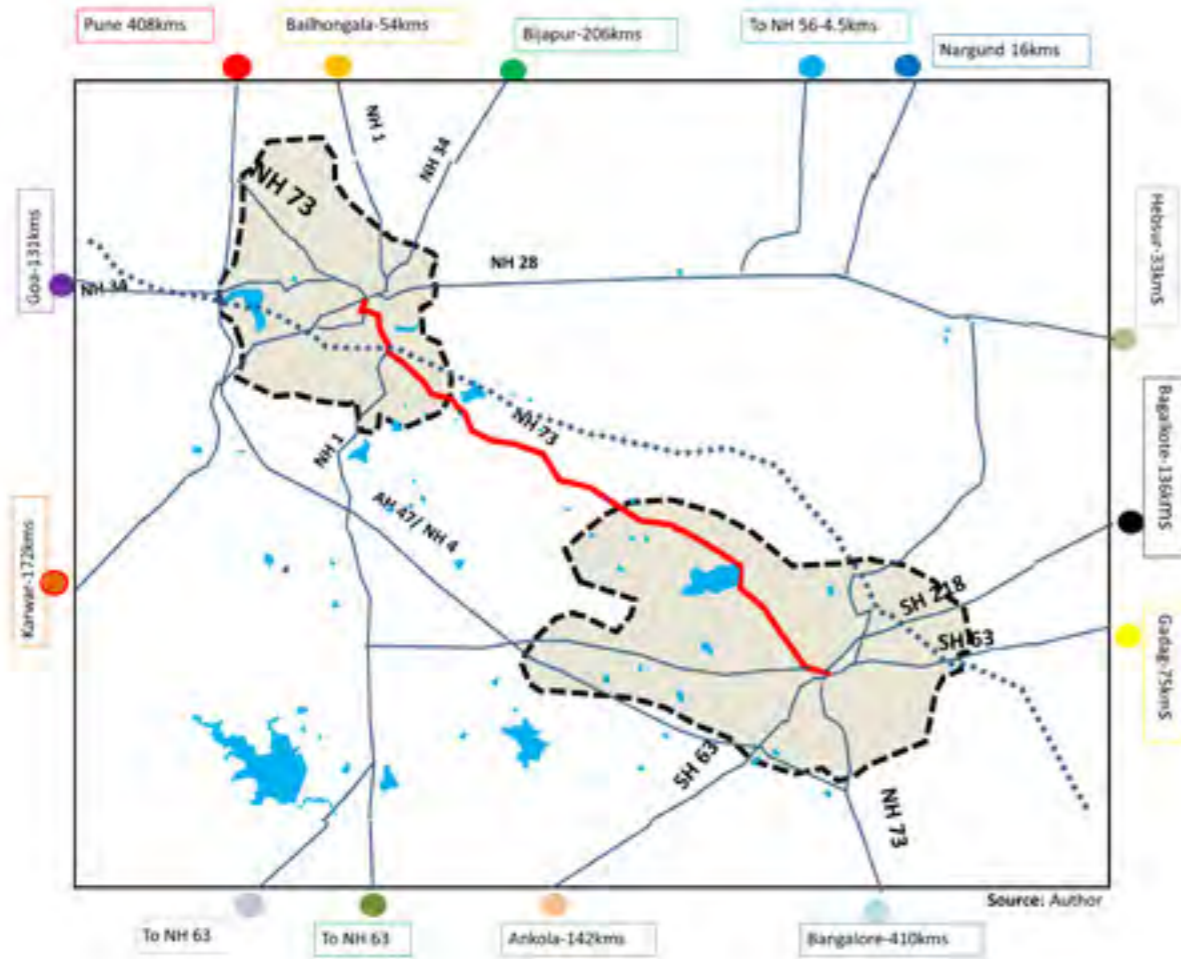 Pune 408kms
Bailhongala-54kms
Bijapur-206kms
To NH 56-4.5kms
Nargund 16kms
NH 1
NH 34
NH 73
Goa-131kms
NH 34
NH 28
Hebsur-33kmS
NH 73
Bagalkote-136kmS
NH 1
AH 47/ NH 4
Karwar-172kms
SH 218
SH 63
Gadag-75kmS
SH 63
NH 73
Source: Author
To NH 63
To NH 63
Ankola-142kms
Bangalore-410kms